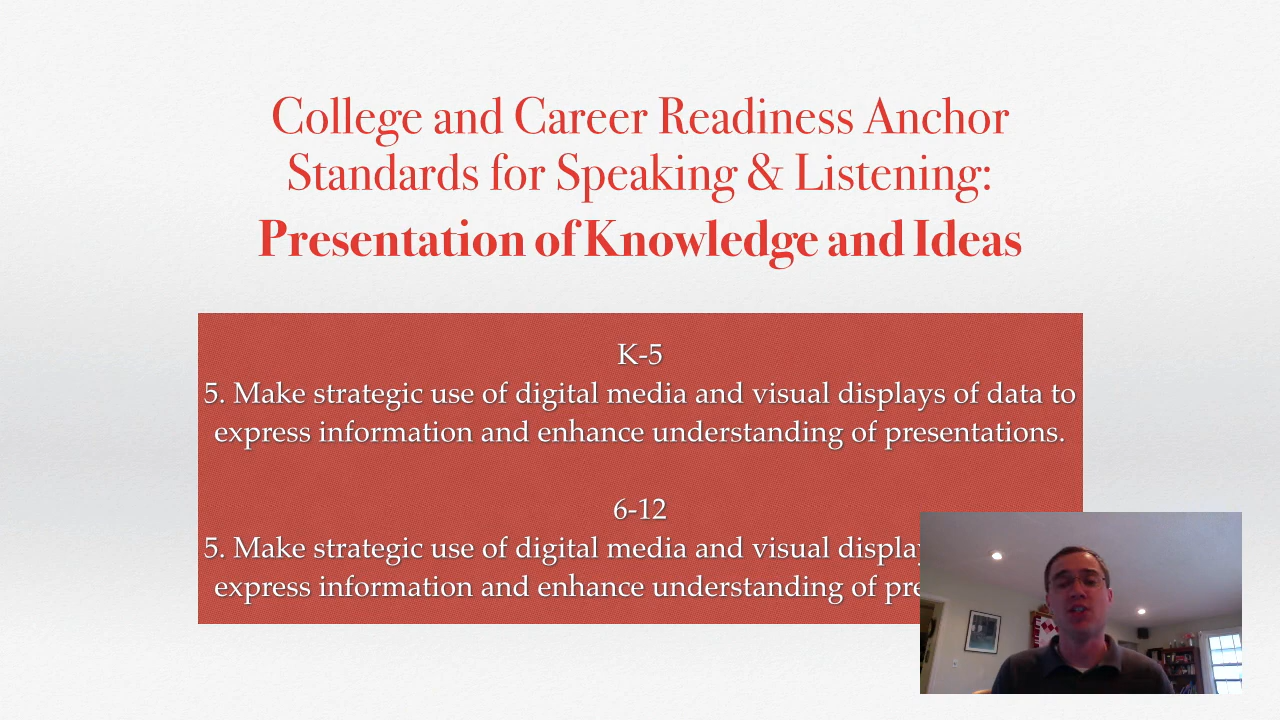 College and Career Readiness Anchor
Standards for Speaking & Listening:
Presentation of Knowledge and Ideas
K-5
5. Make strategic use of digital media and visual displays of data to
express information and enhance understanding of presentations.
6-12
5. Make strategic use of digital media and visual
express information and enhance understanding of